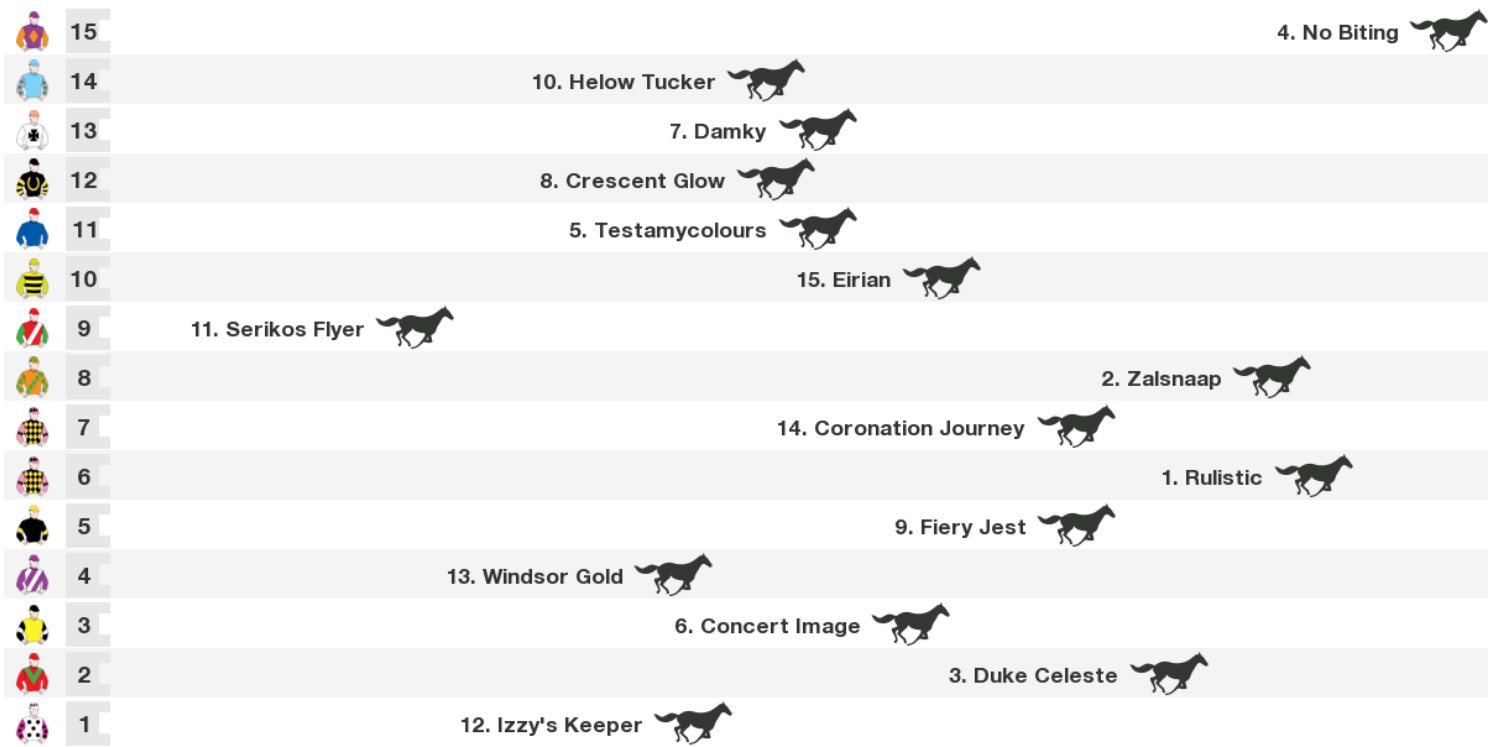 15 4. No Biting
14 10. Helow Tucker
13 7. Damky
12 8. Crescent Glow
11 5. Testamycolours
10 15. Eirian
9 11. Serikos Flyer
8 2. Zalsnaap
7 14. Coronation Journey
6 1. Rulistic
5 9. Fiery Jest
4 13. Windsor Gold
3 6. Concert Image
2 3. Duke Celeste
1 12. Izzy's Keeper